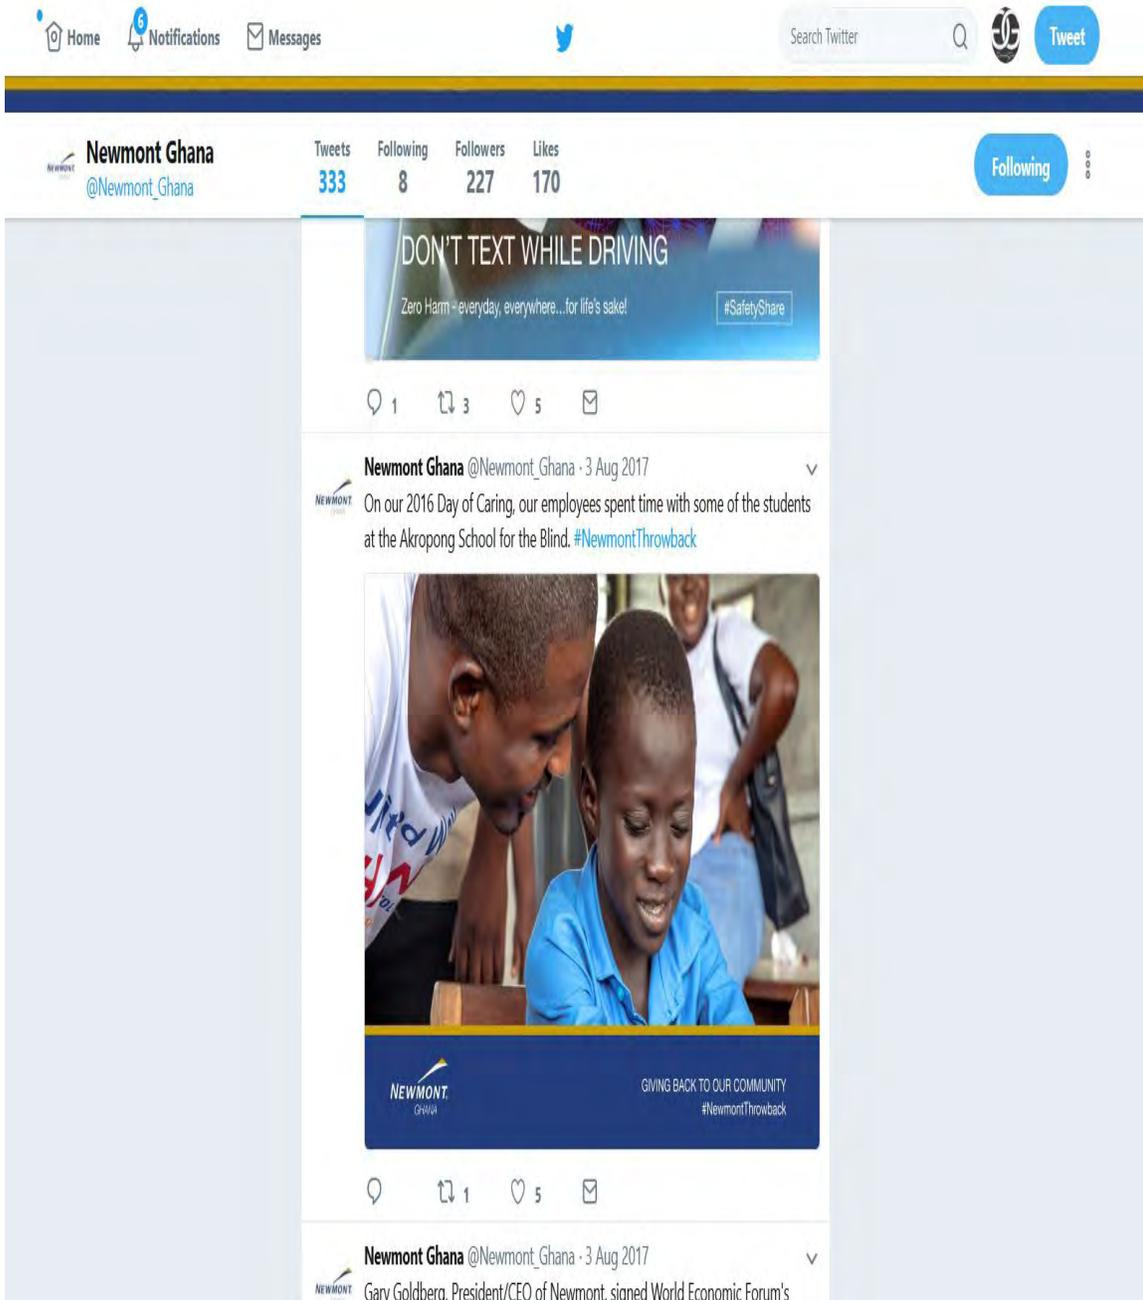 6
Home
Notifications
Messages
Search Twitter
Tweet
NEWMONT
Newmont Ghana
@Newmont_Ghana
Tweets
333
Following
8
Followers
227
Likes
170
Following
DON'T TEXT WHILE DRIVING
Zero Harm - everyday, everywhere...for life's sake!
#SafetyShare
1
3
5
Newmont Ghana @Newmont_Ghana · 3 Aug 2017
NEWMONT
On our 2016 Day of Caring, our employees spent time with some of the students
at the Akropong School for the Blind. #NewmontThrowback
NEWMONT
GHANA
GIVING BACK TO OUR COMMUNITY
#NewmontThrowback
1
5
Newmont Ghana @Newmont_Ghana · 3 Aug 2017
NEWMONT
Gary Goldberg, President/CEO of Newmont, signed World Economic Forum's